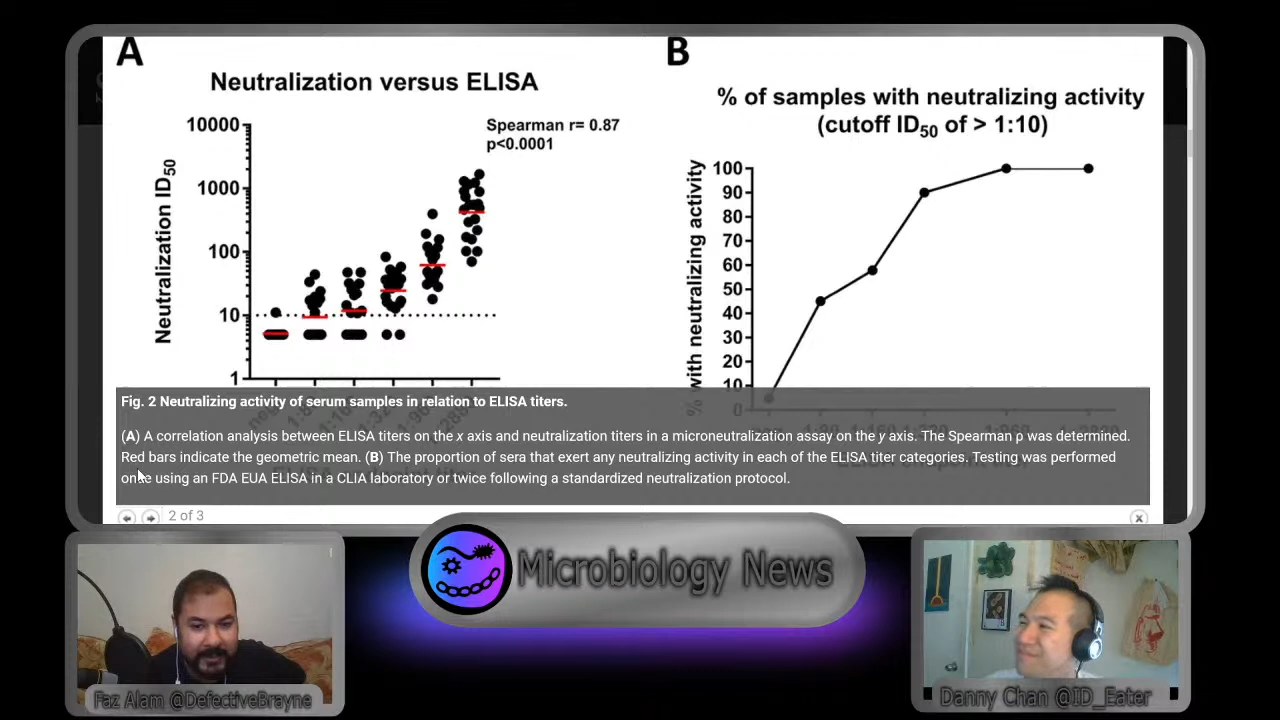 A
Neutralization versus ELISA
Spearman r= 0.87
p<0.0001
Neutralization ID50
10000
1000
100
10
1
B
% of samples with neutralizing activity
(cutoff ID50 of > 1:10)
% with neutralizing activity
100
90
80
70
60
50
40
30
20
10
0
Fig. 2 Neutralizing activity of serum samples in relation to ELISA titers.
(A) A correlation analysis between ELISA titers on the x axis and neutralization titers in a microneutralization assay on the y axis. The Spearman ρ was determined.
Red bars indicate the geometric mean. (B) The proportion of sera that exert any neutralizing activity in each of the ELISA titer categories. Testing was performed
once using an FDA EUA ELISA in a CLIA laboratory or twice following a standardized neutralization protocol.
2 of 3
x
Microbiology News
Faz Alam @DefectiveBrayne
Danny Chan @ID_Eater